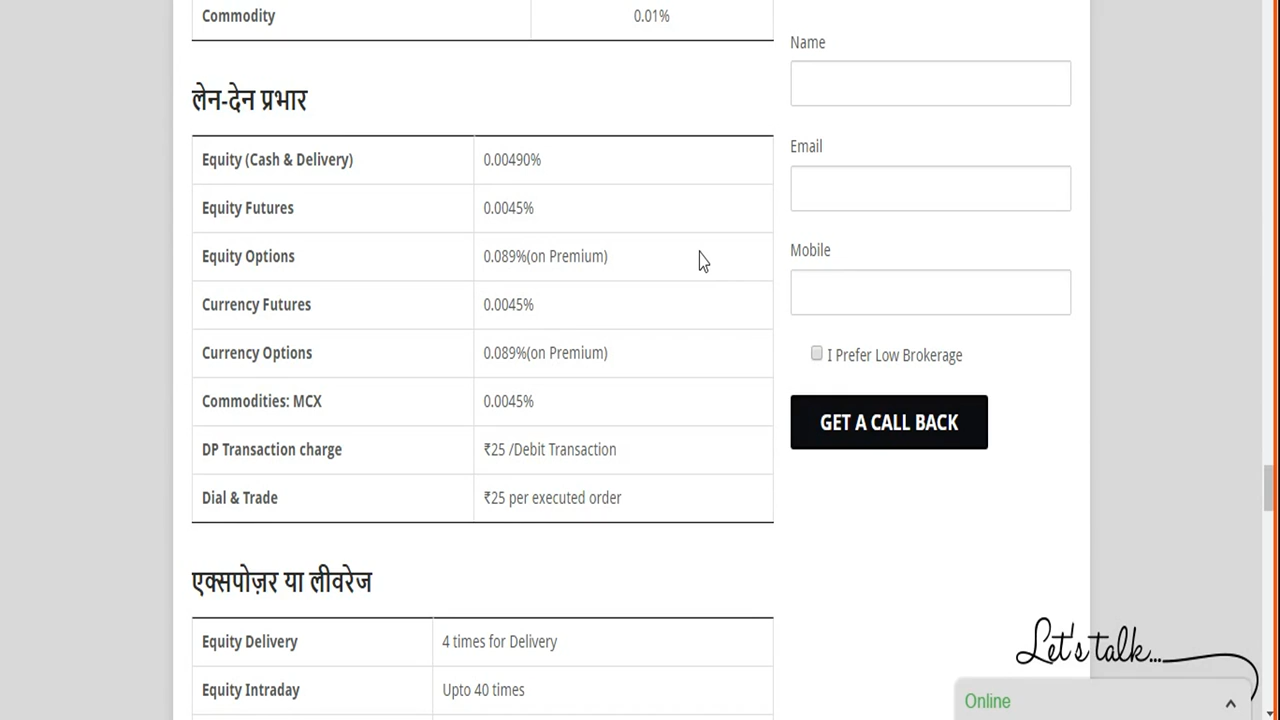 Commodity 0.01%
लेन-देन प्रभार
Equity (Cash & Delivery) 0.00490%
Equity Futures 0.0045%
Equity Options 0.089%(on Premium)
Currency Futures 0.0045%
Currency Options 0.089%(on Premium)
Commodities: MCX 0.0045%
DP Transaction charge ₹25 /Debit Transaction
Dial & Trade ₹25 per executed order
एक्सपोज़र या लीवरेज
Equity Delivery 4 times for Delivery
Equity Intraday Upto 40 times
Name
Email
Mobile
I Prefer Low Brokerage
GET A CALL BACK
Let's talk...
Online